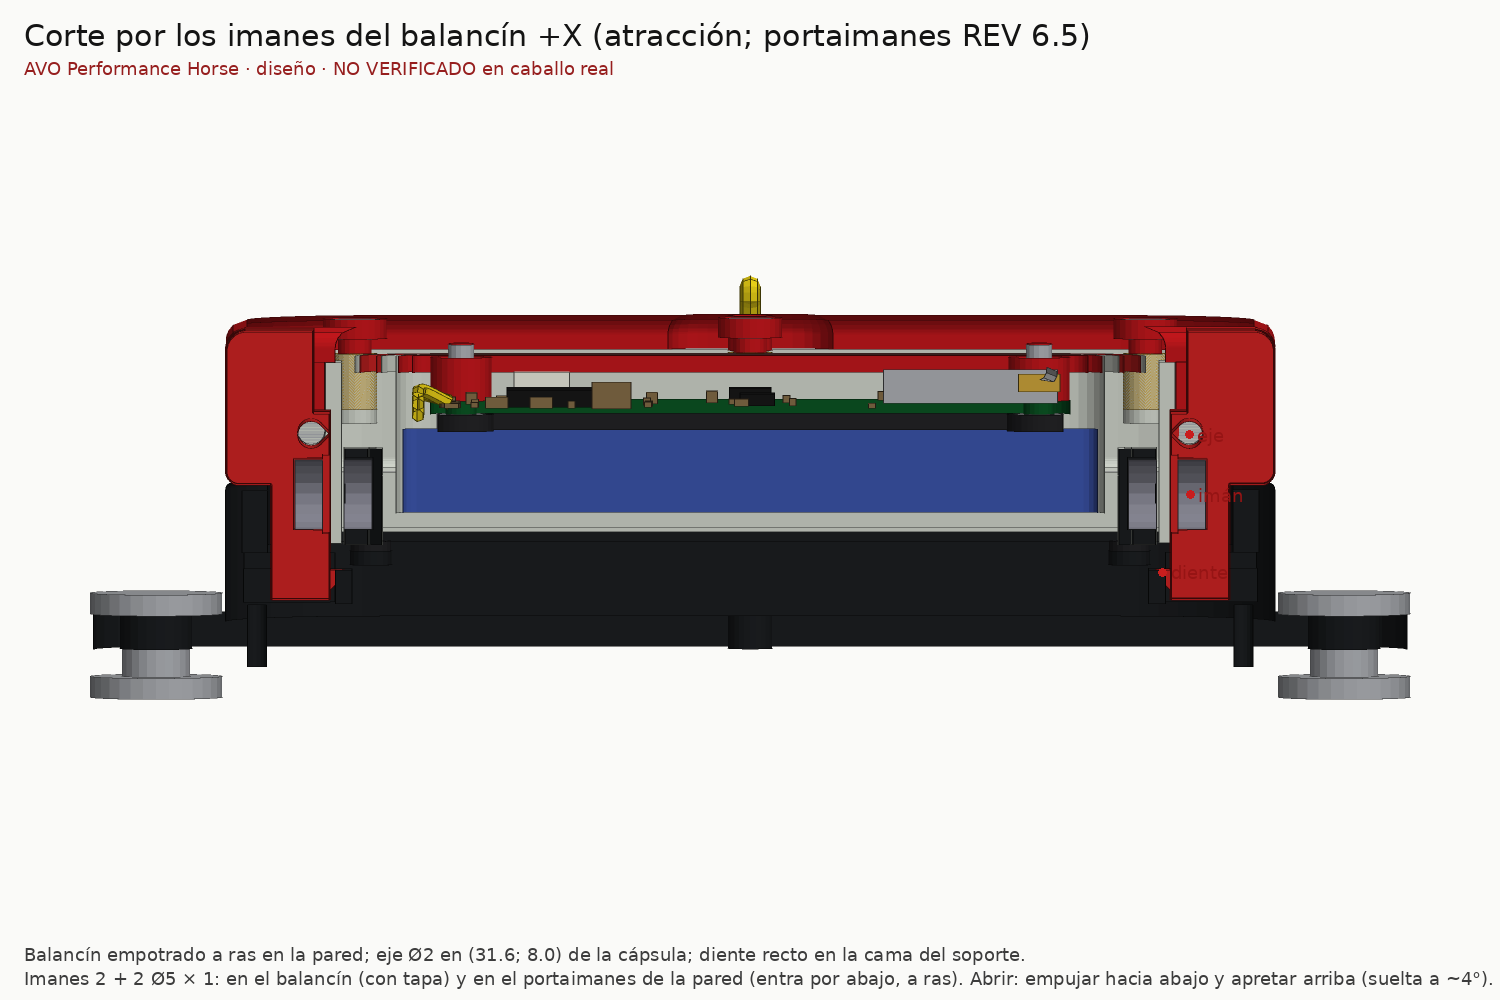 Corte por los imanes del balancín +X (atracción; portaimanes REV 6.5)
AVO Performance Horse · diseño · NO VERIFICADO en caballo real
eje
iman
diente
Balancín empotrado a ras en la pared; eje Ø2 en (31.6; 8.0) de la cápsula; diente recto en la cama del soporte.
Imanes 2 + 2 Ø5 × 1: en el balancín (con tapa) y en el portaimanes de la pared (entra por abajo, a ras). Abrir: empujar hacia abajo y apretar arriba (suelta a ~4°).